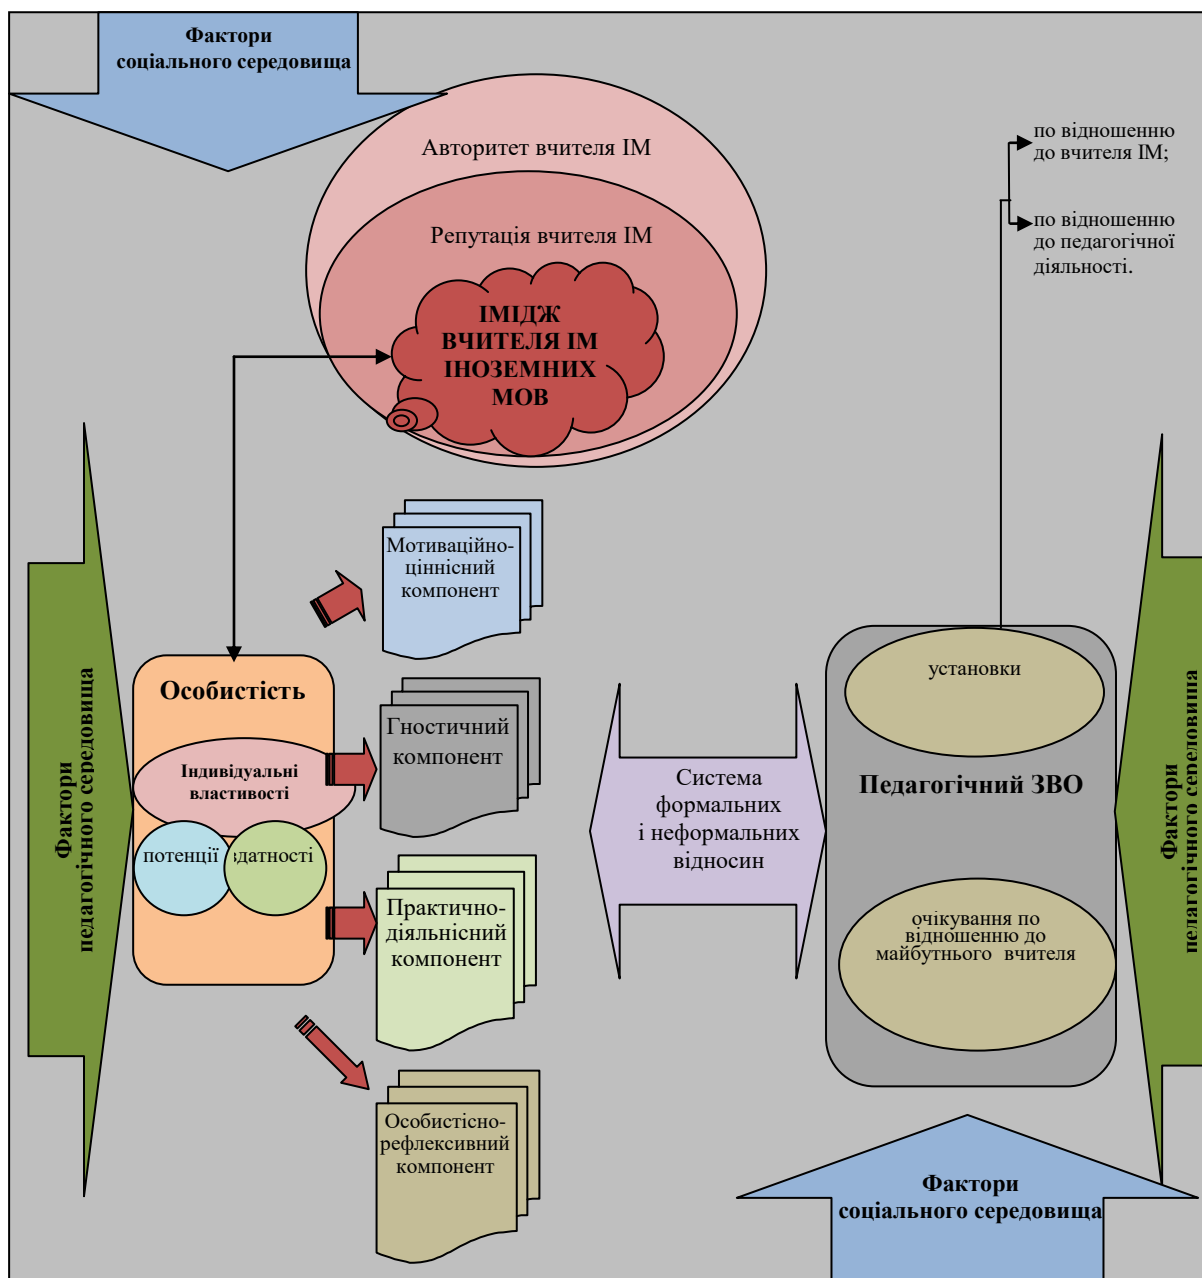 Фактори
соціального середовища
Авторитет вчителя ІМ
Репутація вчителя ІМ
ІМІДЖ
ВЧИТЕЛЯ ІМ
ІНОЗЕМНИХ
МОВ
по відношенню
до вчителя ІМ;
по відношенню
до педагогічної
діяльності.
Фактори
педагогічного середовища
Особистість
Індивідуальні
властивості
потенції
здатності
Мотиваційно-
ціннісний
компонент
Гностичний
компонент
Практично-
діяльнісний
компонент
Особистісно-
рефлексивний
компонент
Система
формальних
і неформальних
відносин
установки
Педагогічний ЗВО
очікування по
відношенню до
майбутнього вчителя
Фактори
педагогічного середовища
Фактори
соціального середовища